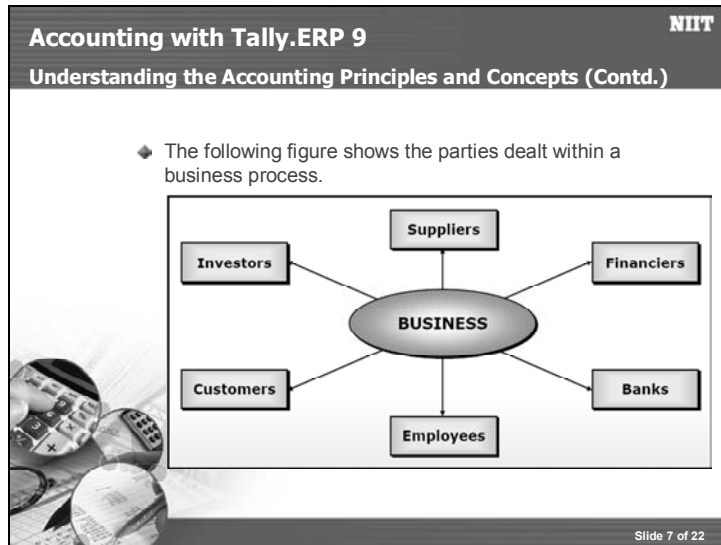 NIIT
Accounting with Tally.ERP 9
Understanding the Accounting Principles and Concepts (Contd.)
The following figure shows the parties dealt within a
business process.
Suppliers
Investors
Financiers
BUSINESS
Customers
Banks
Employees
Slide 7 of 22